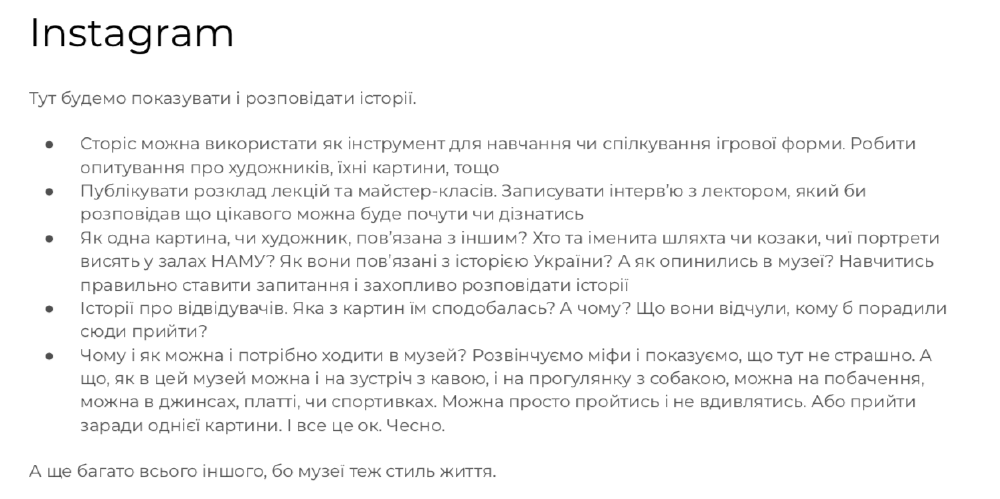 Instagram
Тут будемо показувати і розповідати історії.
● Сторіс можна використати як інструмент для навчання чи спілкування ігрової форми. Робити
опитування про художників, їхні картини, тощо
● Публікувати розклад лекцій та майстер-класів. Записувати інтерв’ю з лектором, який би
розповідав що цікавого можна буде почути чи дізнатись
● Як одна картина, чи художник, пов’язана з іншим? Хто та іменита шляхта чи козаки, чиї портрети
висять у залах НАМУ? Як вони пов’язані з історією України? А як опинились в музеї? Навчитись
правильно ставити запитання і захопливо розповідати історії
● Історії про відвідувачів. Яка з картин їм сподобалась? А чому? Що вони відчули, кому б порадили
сюди прийти?
● Чому і як можна і потрібно ходити в музей? Розвінчуємо міфи і показуємо, що тут не страшно. А
що, як в цей музей можна і на зустріч з кавою, і на прогулянку з собакою, можна на побачення,
можна в джинсах, платті, чи спортивках. Можна просто пройтись і не вдивлятись. Або прийти
заради однієї картини. І все це ок. Чесно.
А ще багато всього іншого, бо музеї теж стиль життя.